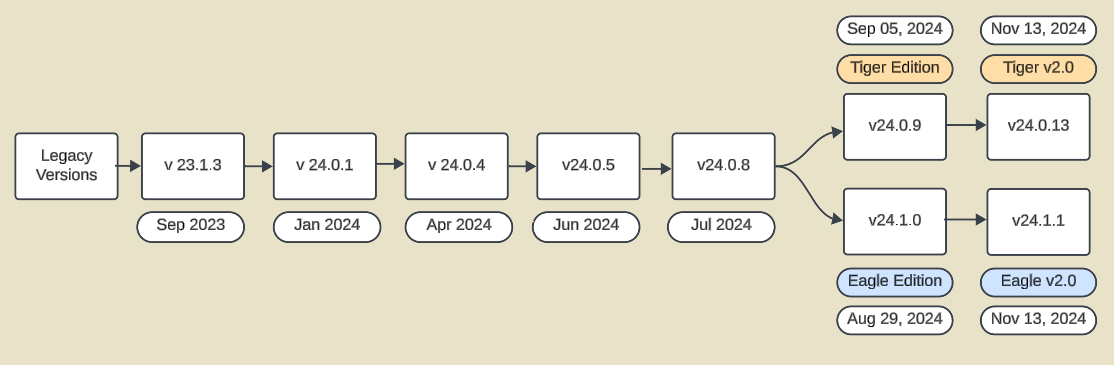 Sep 05, 2024
Nov 13, 2024
Tiger Edition
Tiger v2.0
v24.0.9
v24.0.13
Legacy
Versions
v 23.1.3
v 24.0.1
v 24.0.4
v24.0.5
v24.0.8
Sep 2023
Jan 2024
Apr 2024
Jun 2024
Jul 2024
v24.1.0
v24.1.1
Eagle Edition
Eagle v2.0
Aug 29, 2024
Nov 13, 2024